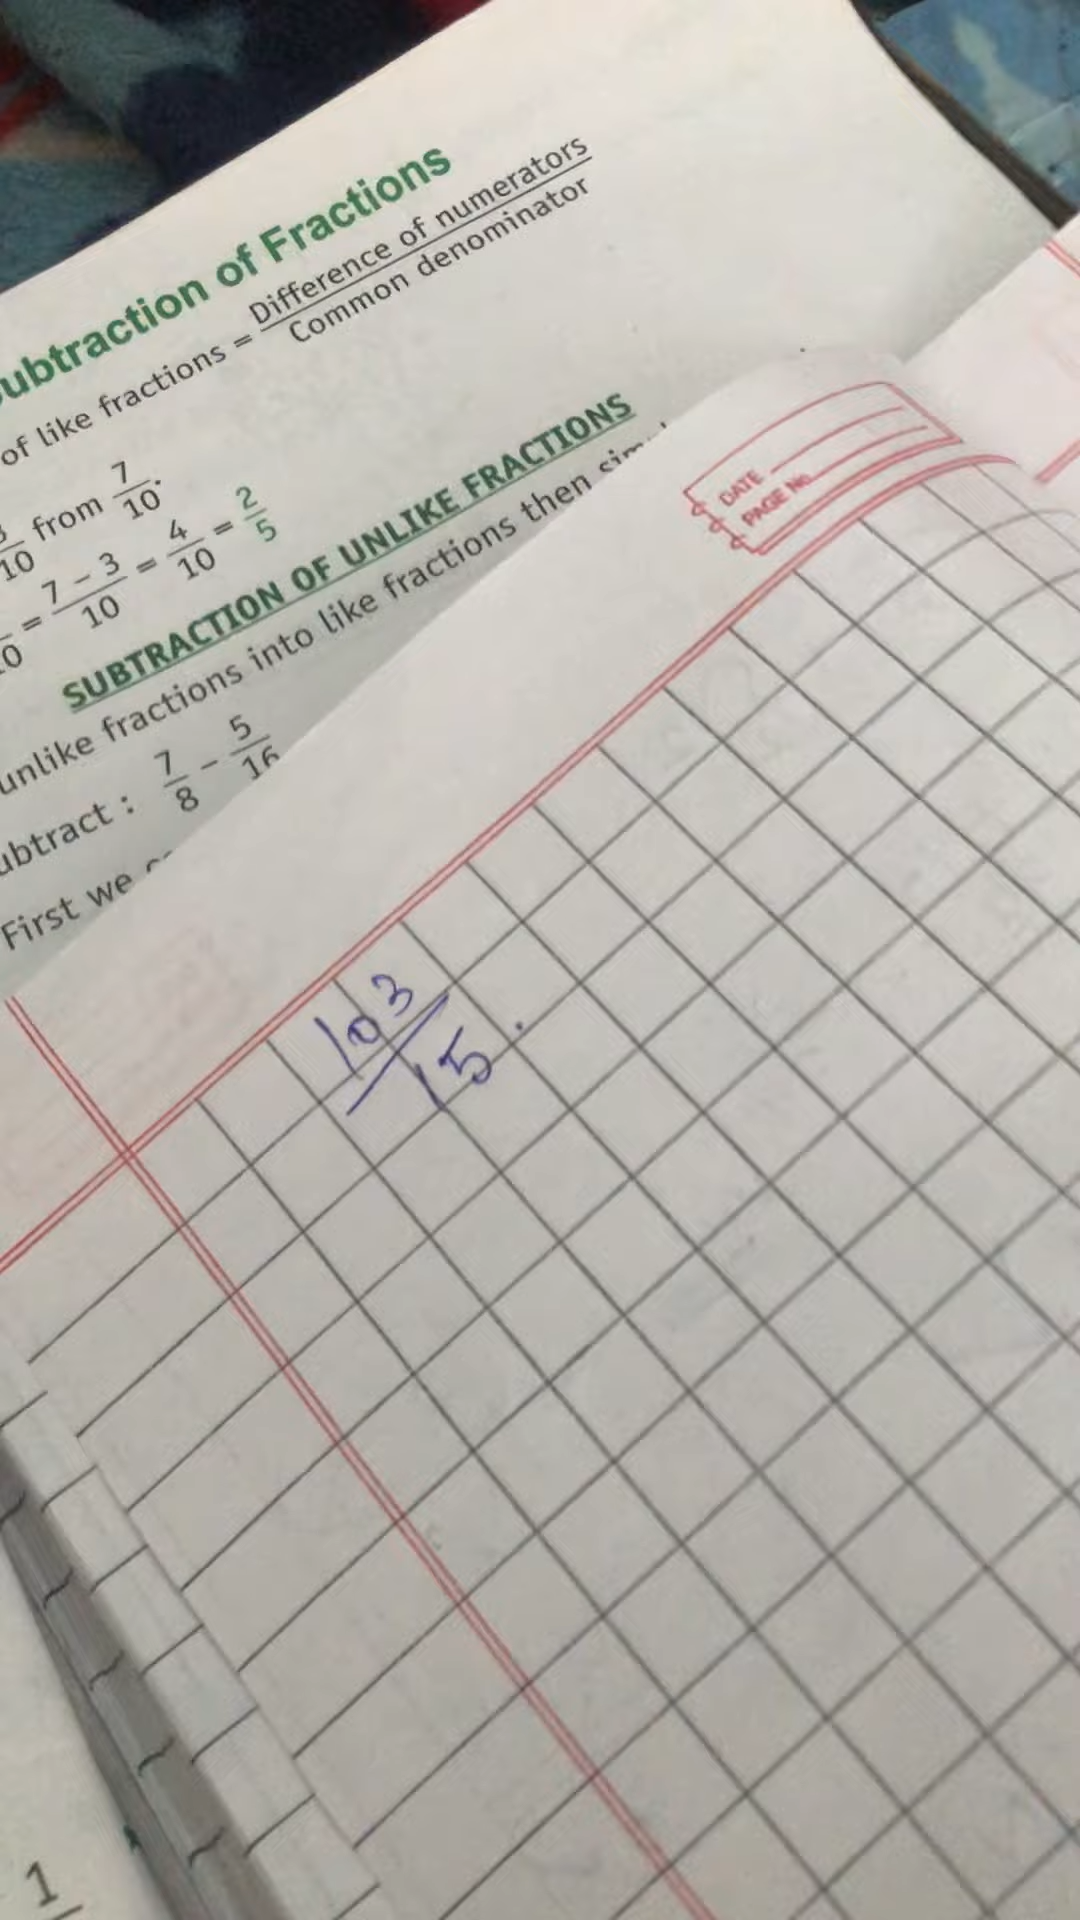 ubtraction of Fractions
of like fractions = Difference of numerators / Common denominator
3/10 from 7/10.
= 7 − 3 / 10 = 4/10 = 2/5
SUBTRACTION OF UNLIKE FRACTIONS
unlike fractions into like fractions then
ubtract : 7/8 − 5/16
First we
DATE
PAGE No.
103/15.
1